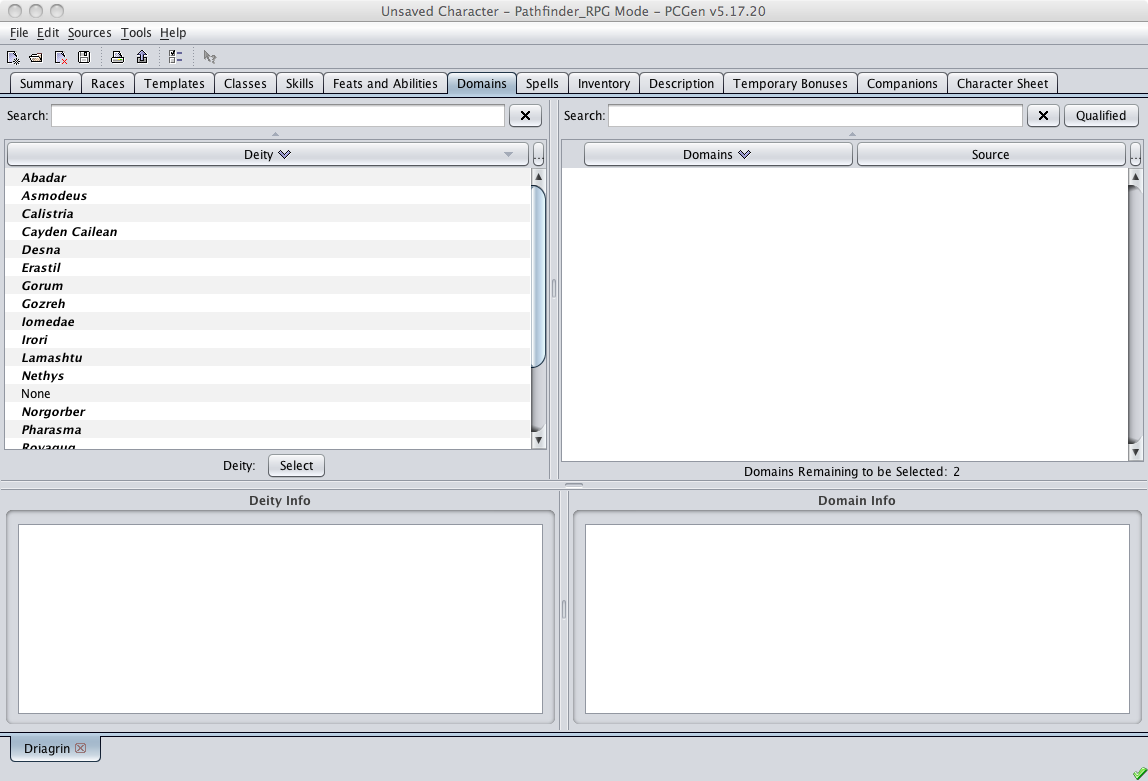 Unsaved Character – Pathfinder_RPG Mode – PCGen v5.17.20
File Edit Sources Tools Help
Summary Races Templates Classes Skills Feats and Abilities Domains Spells Inventory Description Temporary Bonuses Companions Character Sheet
Search:
Deity ...
Abadar
Asmodeus
Calistria
Cayden Cailean
Desna
Erastil
Gorum
Gozreh
Iomedae
Irori
Lamashtu
Nethys
None
Norgorber
Pharasma
Rovagug
Deity: Select
Search: Qualified
Domains Source ...
Domains Remaining to be Selected: 2
Deity Info
Domain Info
Driagrin